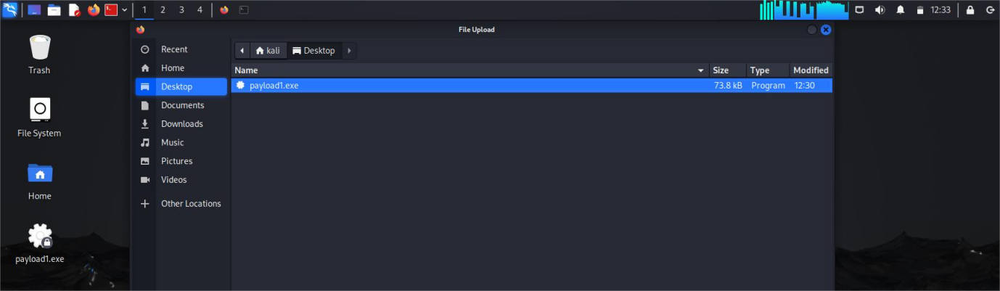 1 2 3 4 12:33
File Upload
Trash
File System
Home
payload1.exe
Recent
Home
Desktop
Documents
Downloads
Music
Pictures
Videos
Other Locations
kali Desktop
Name Size Type Modified
payload1.exe 73.8 kB Program 12:30